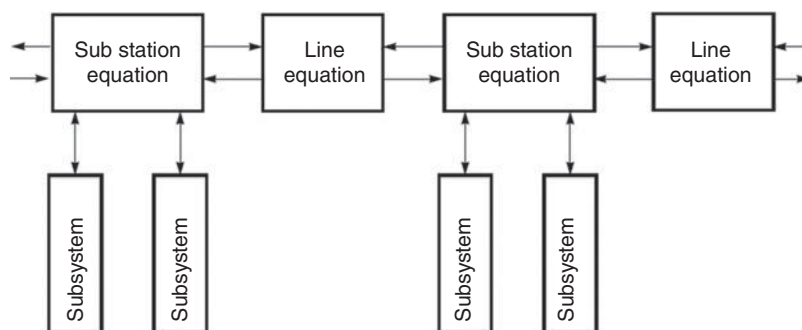 Sub station
equation
Line
equation
Sub station
equation
Line
equation
Subsystem
Subsystem
Subsystem
Subsystem